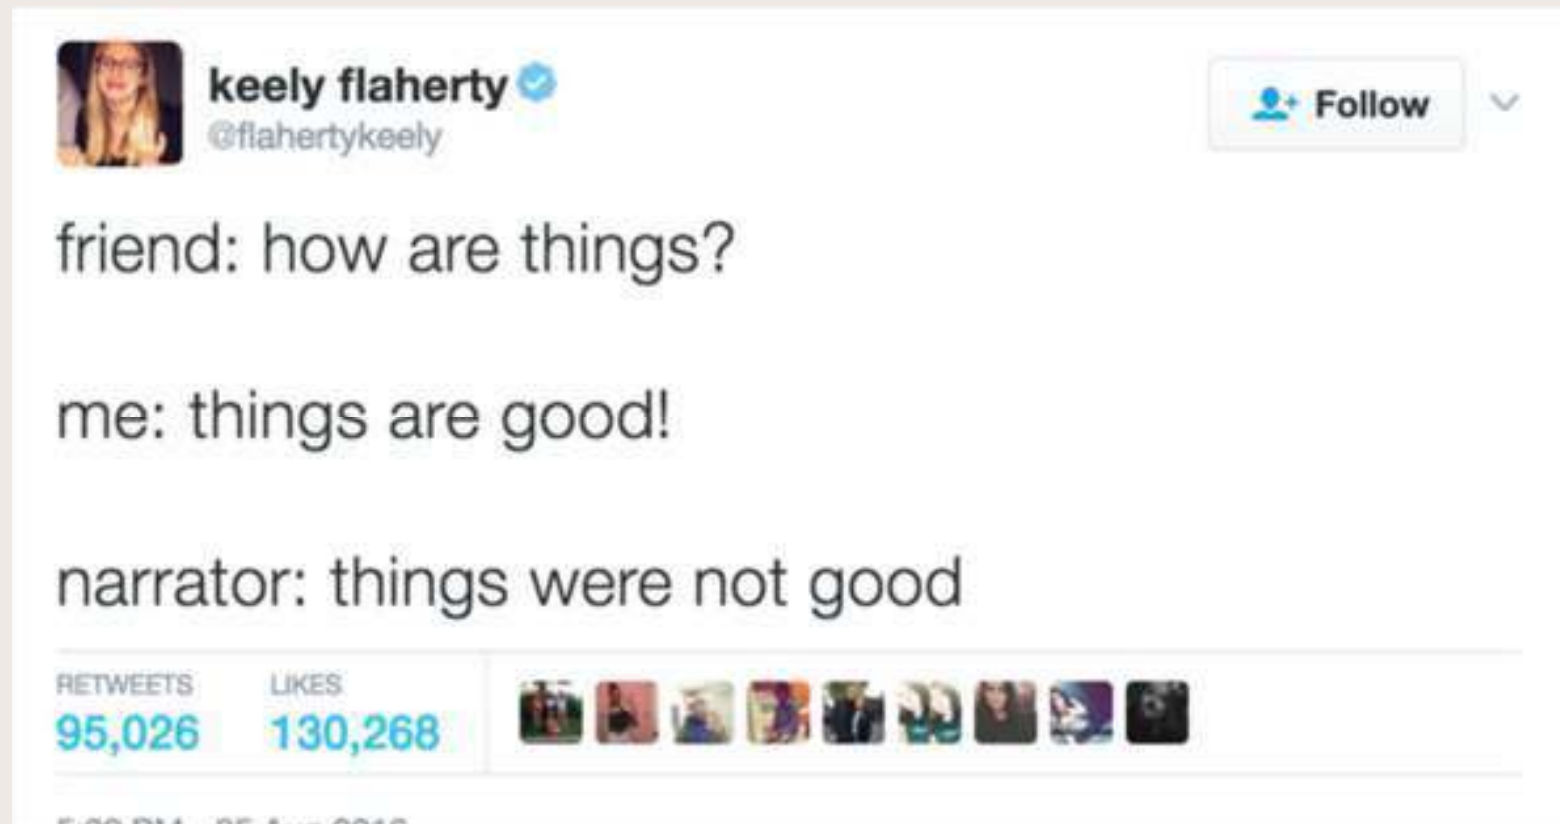 keely flaherty
@flahertykeely
Follow
friend: how are things?
me: things are good!
narrator: things were not good
RETWEETS LIKES
95,026 130,268